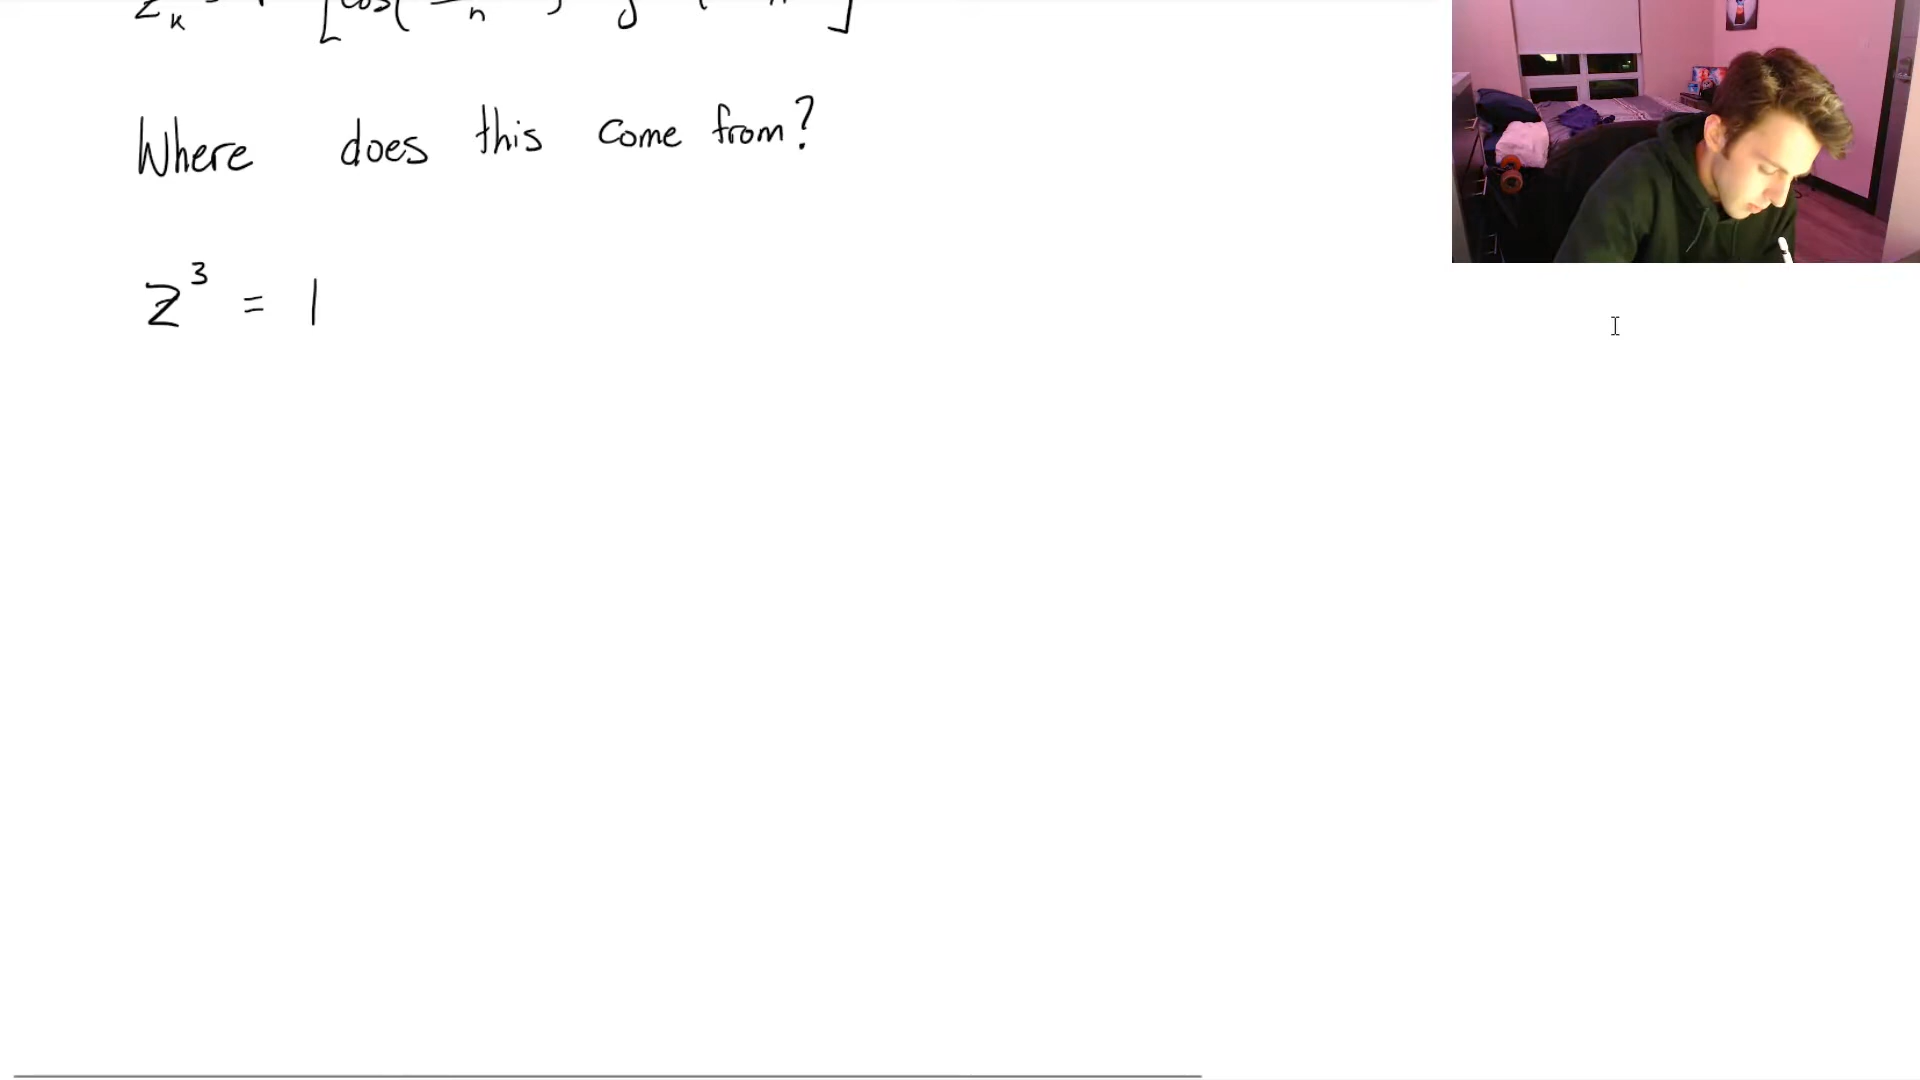 Where does this come from?
z³ = 1